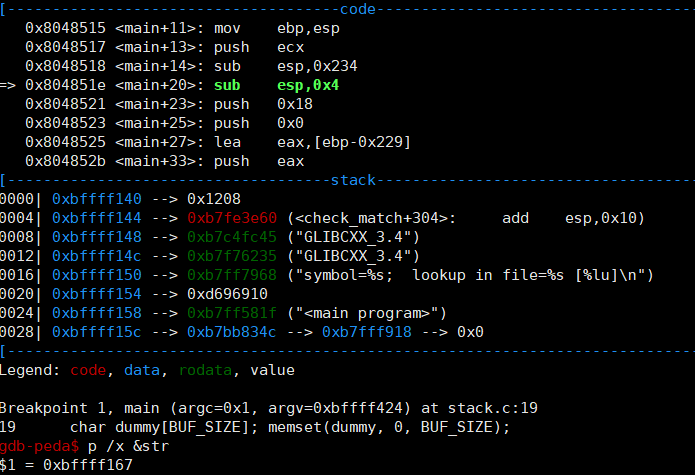 [-------------------------------------code-------------------------------------
   0x8048515 <main+11>: mov    ebp,esp
   0x8048517 <main+13>: push   ecx
   0x8048518 <main+14>: sub    esp,0x234
=> 0x804851e <main+20>: sub    esp,0x4
   0x8048521 <main+23>: push   0x18
   0x8048523 <main+25>: push   0x0
   0x8048525 <main+27>: lea    eax,[ebp-0x229]
   0x804852b <main+33>: push   eax
[------------------------------------stack-------------------------------------
0000| 0xbffff140 --> 0x1208
0004| 0xbffff144 --> 0xb7fe3e60 (<check_match+304>:     add    esp,0x10)
0008| 0xbffff148 --> 0xb7c4fc45 ("GLIBCXX_3.4")
0012| 0xbffff14c --> 0xb7f76235 ("GLIBCXX_3.4")
0016| 0xbffff150 --> 0xb7ff7968 ("symbol=%s;  lookup in file=%s [%lu]\n")
0020| 0xbffff154 --> 0xd696910
0024| 0xbffff158 --> 0xb7ff581f ("<main program>")
0028| 0xbffff15c --> 0xb7bb834c --> 0xb7fff918 --> 0x0
[------------------------------------------------------------------------------
Legend: code, data, rodata, value

Breakpoint 1, main (argc=0x1, argv=0xbffff424) at stack.c:19
19      char dummy[BUF_SIZE]; memset(dummy, 0, BUF_SIZE);
gdb-peda$ p /x &str
$1 = 0xbffff167